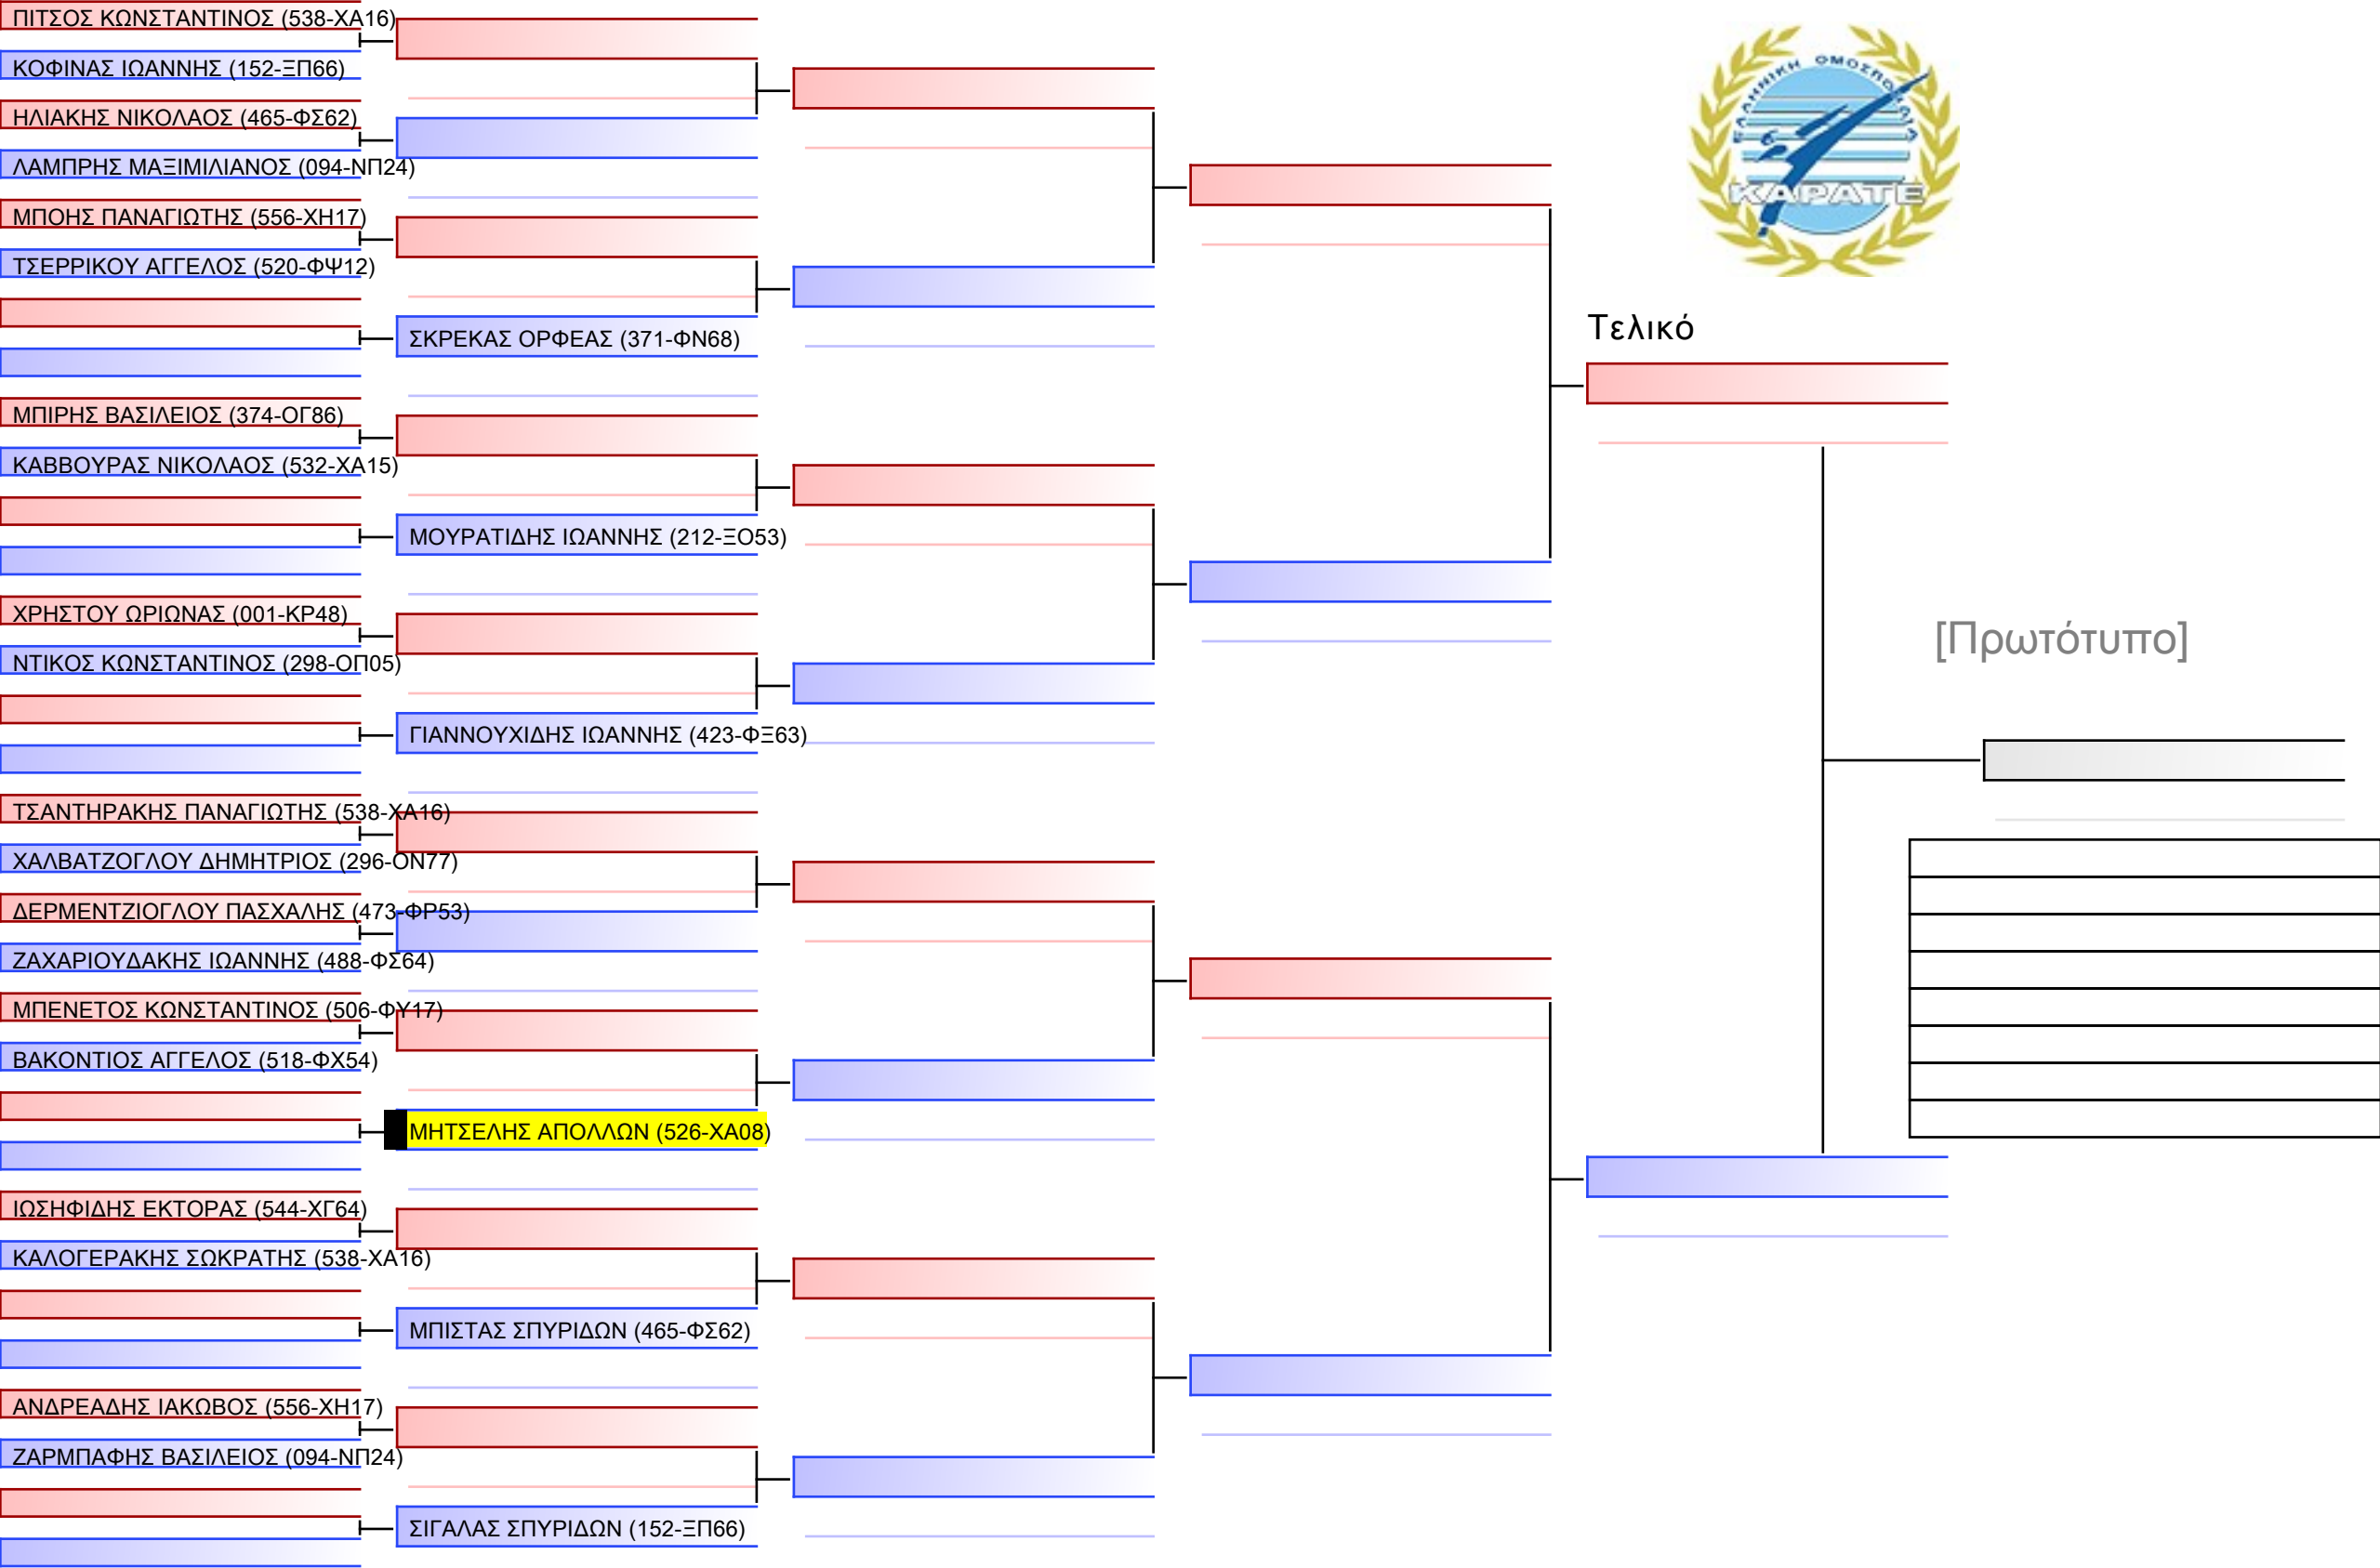 ΠΙΤΣΟΣ ΚΩΝΣΤΑΝΤΙΝΟΣ (538-ΧΑ16)
ΚΟΦΙΝΑΣ ΙΩΑΝΝΗΣ (152-ΞΠ66)
ΗΛΙΑΚΗΣ ΝΙΚΟΛΑΟΣ (465-ΦΣ62)
ΛΑΜΠΡΗΣ ΜΑΞΙΜΙΛΙΑΝΟΣ (094-ΝΠ24)
ΜΠΟΗΣ ΠΑΝΑΓΙΩΤΗΣ (556-ΧΗ17)
ΤΣΕΡΡΙΚΟΥ ΑΓΓΕΛΟΣ (520-ΦΨ12)
ΜΠΙΡΗΣ ΒΑΣΙΛΕΙΟΣ (374-ΟΓ86)
ΚΑΒΒΟΥΡΑΣ ΝΙΚΟΛΑΟΣ (532-ΧΑ15)
ΧΡΗΣΤΟΥ ΩΡΙΩΝΑΣ (001-ΚΡ48)
ΝΤΙΚΟΣ ΚΩΝΣΤΑΝΤΙΝΟΣ (298-ΟΠ05)
ΤΣΑΝΤΗΡΑΚΗΣ ΠΑΝΑΓΙΩΤΗΣ (538-ΧΑ16)
ΧΑΛΒΑΤΖΟΓΛΟΥ ΔΗΜΗΤΡΙΟΣ (296-ΟΝ77)
ΔΕΡΜΕΝΤΖΙΟΓΛΟΥ ΠΑΣΧΑΛΗΣ (473-ΦΡ53)
ΖΑΧΑΡΙΟΥΔΑΚΗΣ ΙΩΑΝΝΗΣ (488-ΦΣ64)
ΜΠΕΝΕΤΟΣ ΚΩΝΣΤΑΝΤΙΝΟΣ (506-ΦΥ17)
ΒΑΚΟΝΤΙΟΣ ΑΓΓΕΛΟΣ (518-ΦΧ54)
ΙΩΣΗΦΙΔΗΣ ΕΚΤΟΡΑΣ (544-ΧΓ64)
ΚΑΛΟΓΕΡΑΚΗΣ ΣΩΚΡΑΤΗΣ (538-ΧΑ16)
ΑΝΔΡΕΑΔΗΣ ΙΑΚΩΒΟΣ (556-ΧΗ17)
ΖΑΡΜΠΑΦΗΣ ΒΑΣΙΛΕΙΟΣ (094-ΝΠ24)
ΣΚΡΕΚΑΣ ΟΡΦΕΑΣ (371-ΦΝ68)
ΜΟΥΡΑΤΙΔΗΣ ΙΩΑΝΝΗΣ (212-ΞΟ53)
ΓΙΑΝΝΟΥΧΙΔΗΣ ΙΩΑΝΝΗΣ (423-ΦΞ63)
ΜΗΤΣΕΛΗΣ ΑΠΟΛΛΩΝ (526-ΧΑ08)
ΜΠΙΣΤΑΣ ΣΠΥΡΙΔΩΝ (465-ΦΣ62)
ΣΙΓΑΛΑΣ ΣΠΥΡΙΔΩΝ (152-ΞΠ66)
ΕΛΛΗΝΙΚΗ ΟΜΟΣΠΟΝΔΙΑ
ΚΑΡΑΤΕ
Τελικό
[Πρωτότυπο]